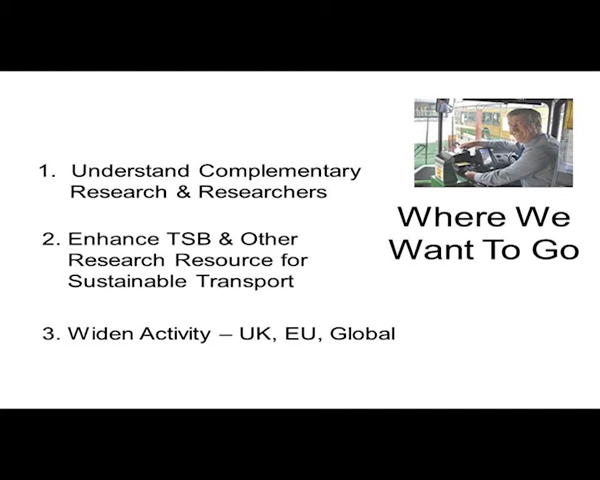 1. Understand Complementary
Research & Researchers
2. Enhance TSB & Other
Research Resource for
Sustainable Transport
3. Widen Activity – UK, EU, Global
Where We
Want To Go